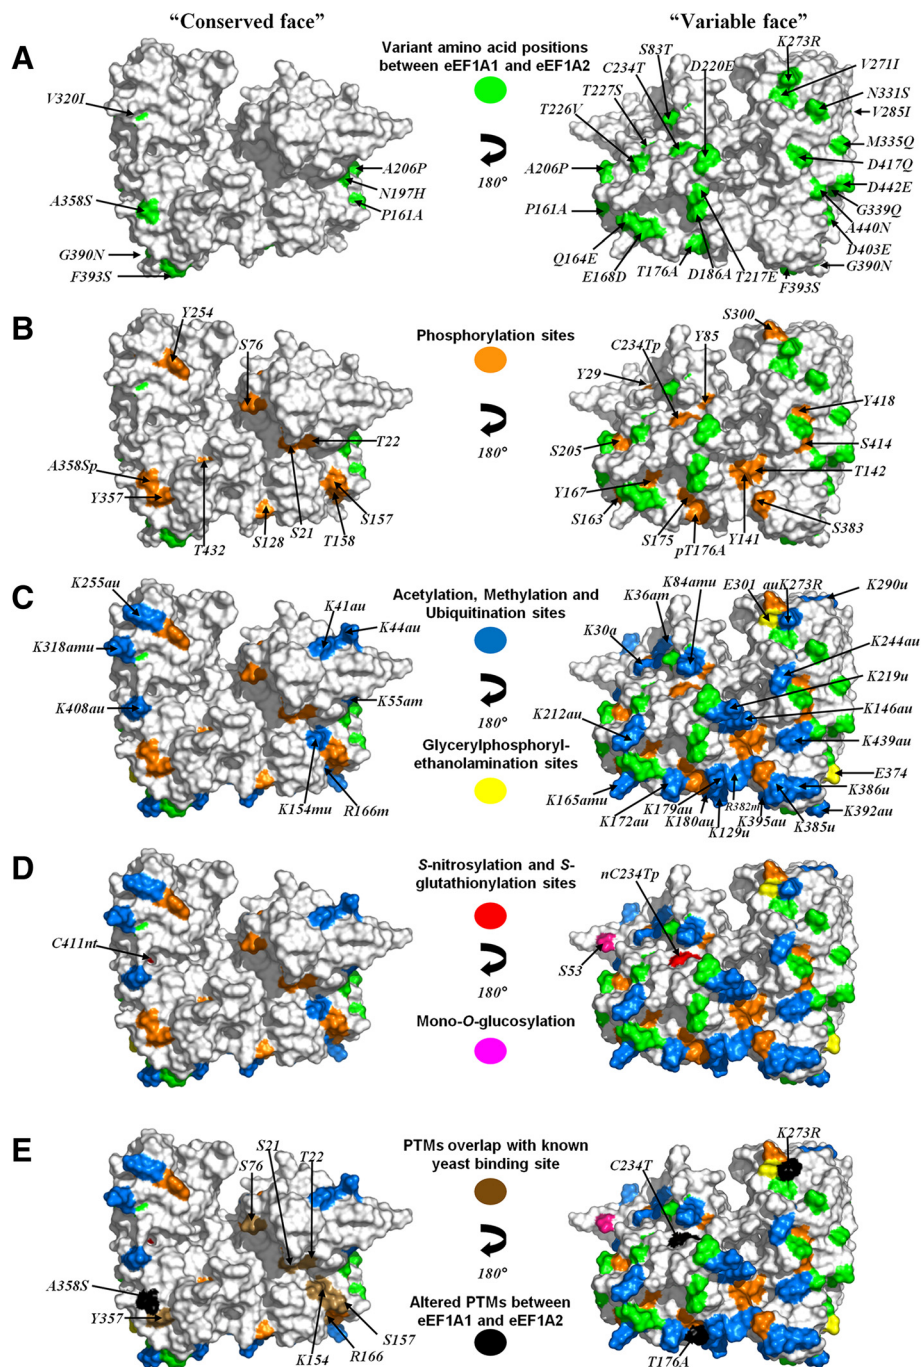 “Conserved face”
“Variable face”
A
Variant amino acid positions
between eEF1A1 and eEF1A2
180°
V320I
A358S
G390N
F393S
A206P
N197H
P161A
S83T
K273R
C234T
D220E
V271I
T227S
T226V
N331S
V285I
A206P
M335Q
D417Q
P161A
D442E
G339Q
A440N
Q164E
E168D
T176A
D186A
T217E
D403E
G390N
F393S
B
Phosphorylation sites
180°
Y254
S76
T22
A358Sp
Y357
T432
S128
S21
T158
S157
S300
C234Tp
Y85
Y29
Y418
S205
S414
T142
Y167
S163
S175
pT176A
Y141
S383
C
Acetylation, Methylation and
Ubiquitination sites
180°
Glycerylphosphoryl-
ethanolamination sites
K255au
K41au
K44au
K318amu
K55am
K408au
K154mu
R166m
K84amu
E301
auK273R
K290u
K36am
K30a
K244au
K219u
K212au
K146au
K439au
E374
K165amu
K172au
K179au
K180au
K129u
R382m
K395au
K385u
K386u
K392au
D
S-nitrosylation and S-
glutathionylation sites
180°
Mono-O-glucosylation
C411nt
nC234Tp
S53
E
PTMs overlap with known
yeast binding site
180°
Altered PTMs between
eEF1A1 and eEF1A2
S21
S76
T22
A358S
Y357
K154
R166
S157
K273R
C234T
T176A